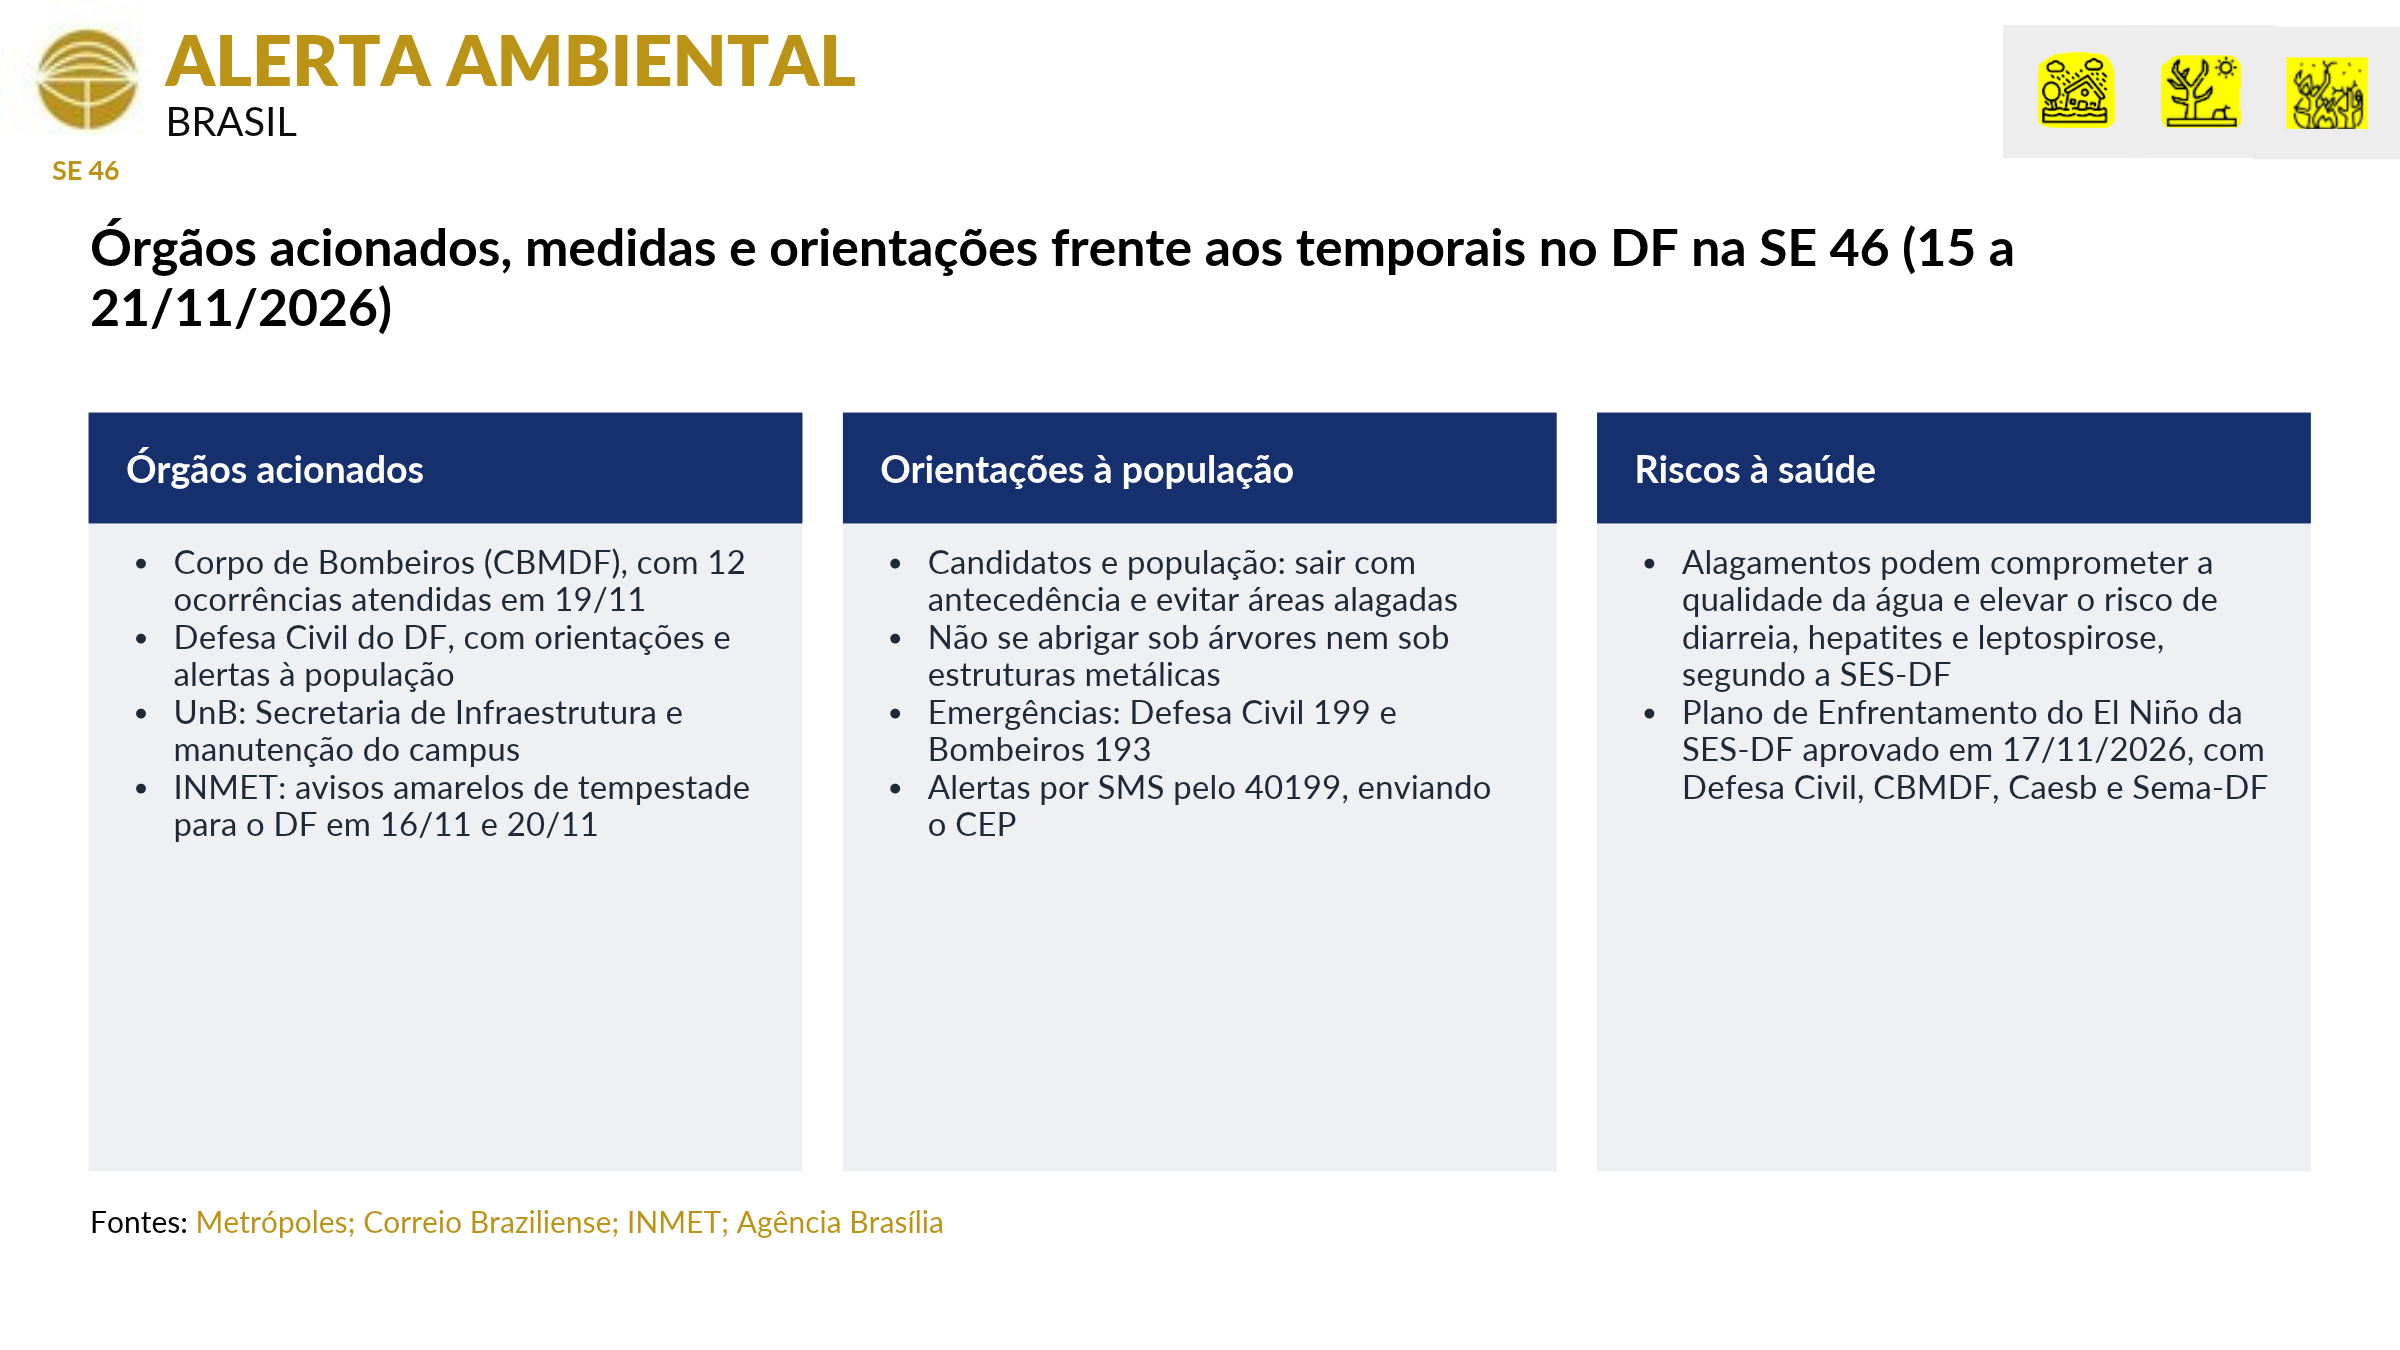 ALERTA AMBIENTAL
BRASIL
SE 46
Órgãos acionados, medidas e orientações frente aos temporais no DF na SE 46 (15 a
21/11/2026)
Órgãos acionados
• Corpo de Bombeiros (CBMDF), com 12
ocorrências atendidas em 19/11
• Defesa Civil do DF, com orientações e
alertas à população
• UnB: Secretaria de Infraestrutura e
manutenção do campus
• INMET: avisos amarelos de tempestade
para o DF em 16/11 e 20/11
Orientações à população
• Candidatos e população: sair com
antecedência e evitar áreas alagadas
• Não se abrigar sob árvores nem sob
estruturas metálicas
• Emergências: Defesa Civil 199 e
Bombeiros 193
• Alertas por SMS pelo 40199, enviando
o CEP
Riscos à saúde
• Alagamentos podem comprometer a
qualidade da água e elevar o risco de
diarreia, hepatites e leptospirose,
segundo a SES-DF
• Plano de Enfrentamento do El Niño da
SES-DF aprovado em 17/11/2026, com
Defesa Civil, CBMDF, Caesb e Sema-DF
Fontes: Metrópoles; Correio Braziliense; INMET; Agência Brasília